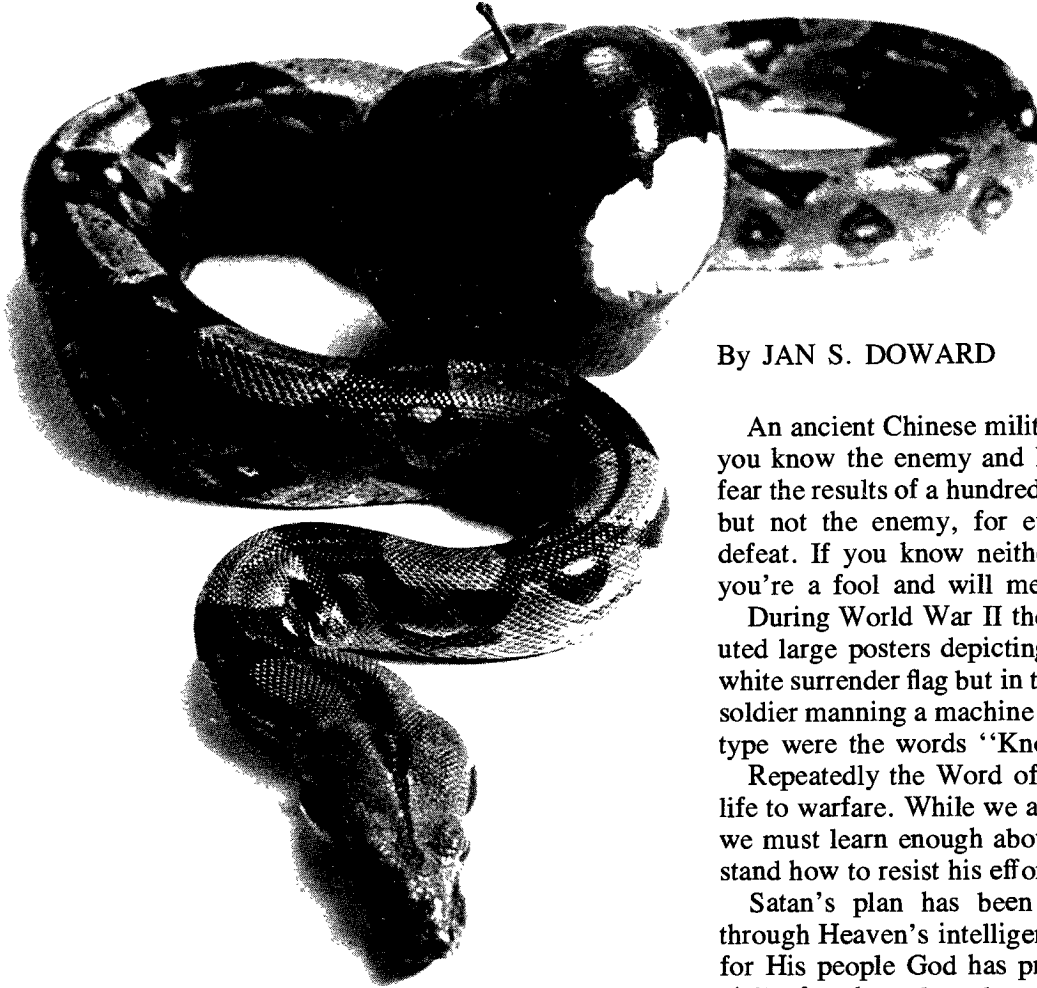 By JAN S. DOWARD
An ancient Chinese milit
you know the enemy and
fear the results of a hundred
but not the enemy, for e
defeat. If you know neith
you're a fool and will me
During World War II th
uted large posters depicting
white surrender flag but in t
soldier manning a machine
type were the words “Kn
Repeatedly the Word of
life to warfare. While we a
we must learn enough abo
stand how to resist his effor
Satan's plan has been
through Heaven's intellige
for His people God has pr